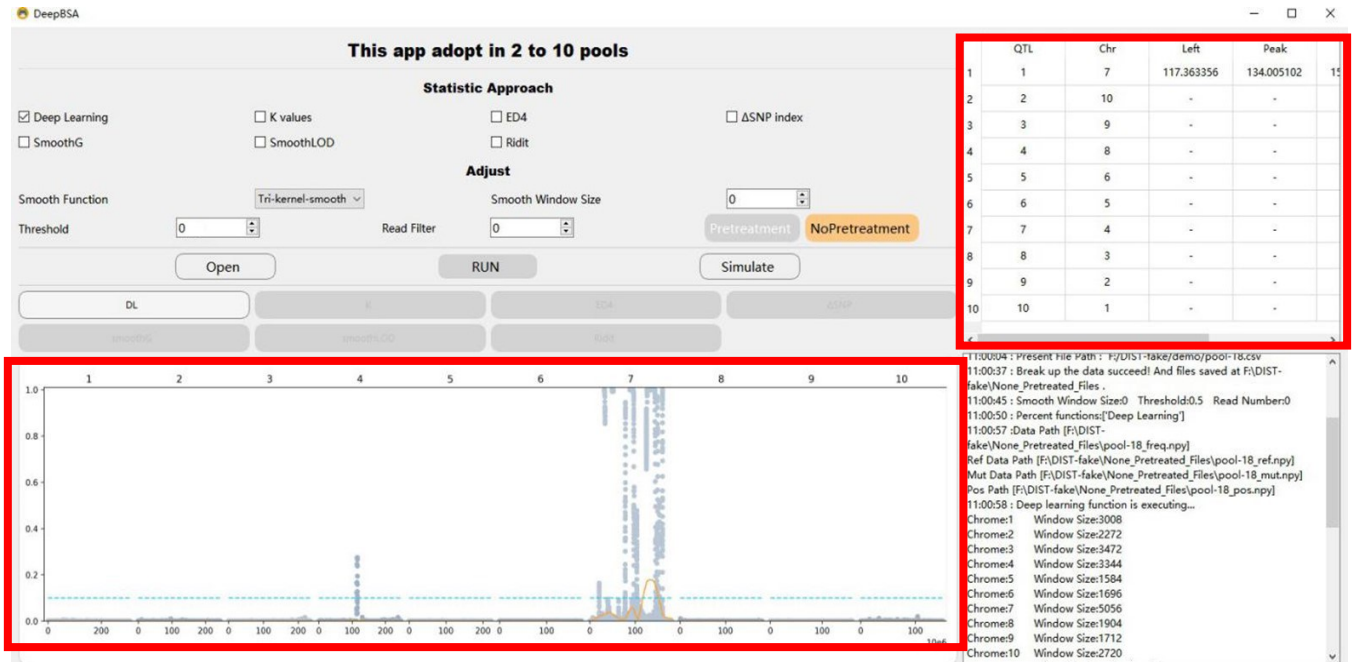 DeepBSA
This app adopt in 2 to 10 pools
Statistic Approach
Deep Learning K values ED4 ΔSNP index
SmoothG SmoothLOD Ridit
Adjust
Smooth Function Tri-kernel-smooth Smooth Window Size 0
Threshold 0 Read Filter 0 Pretreatment NoPretreatment
Open RUN Simulate
DL K ED4 ΔSNP
SmoothG SmoothLOD Ridit
QTL Chr Left Peak
1 1 7 117.363356 134.005102 15
2 2 10 - -
3 3 9 - -
4 4 8 - -
5 5 6 - -
6 6 5 - -
7 7 4 - -
8 8 3 - -
9 9 2 - -
10 10 1 - -
1 2 3 4 5 6 7 8 9 10
1.0
0.8
0.6
0.4
0.2
0.0
0 200 0 100 200 0 100 200 0 100 200 0 100 200 0 100 0 100 0 100 0 100 0 100
10e6
11:00:04 : Present File Path : F:/DIST-fake/demo/pool-18.csv
11:00:37 : Break up the data succeed! And files saved at F:\DIST-
fake\None_Pretreated_Files .
11:00:45 : Smooth Window Size:0 Threshold:0.5 Read Number:0
11:00:50 : Percent functions:['Deep Learning']
11:00:57 :Data Path [F:\DIST-
fake\None_Pretreated_Files\pool-18_freq.npy]
Ref Data Path [F:\DIST-fake\None_Pretreated_Files\pool-18_ref.npy]
Mut Data Path [F:\DIST-fake\None_Pretreated_Files\pool-18_mut.npy]
Pos Path [F:\DIST-fake\None_Pretreated_Files\pool-18_pos.npy]
11:00:58 : Deep learning function is executing...
Chrome:1 Window Size:3008
Chrome:2 Window Size:2272
Chrome:3 Window Size:3472
Chrome:4 Window Size:3344
Chrome:5 Window Size:1584
Chrome:6 Window Size:1696
Chrome:7 Window Size:5056
Chrome:8 Window Size:1904
Chrome:9 Window Size:1712
Chrome:10 Window Size:2720